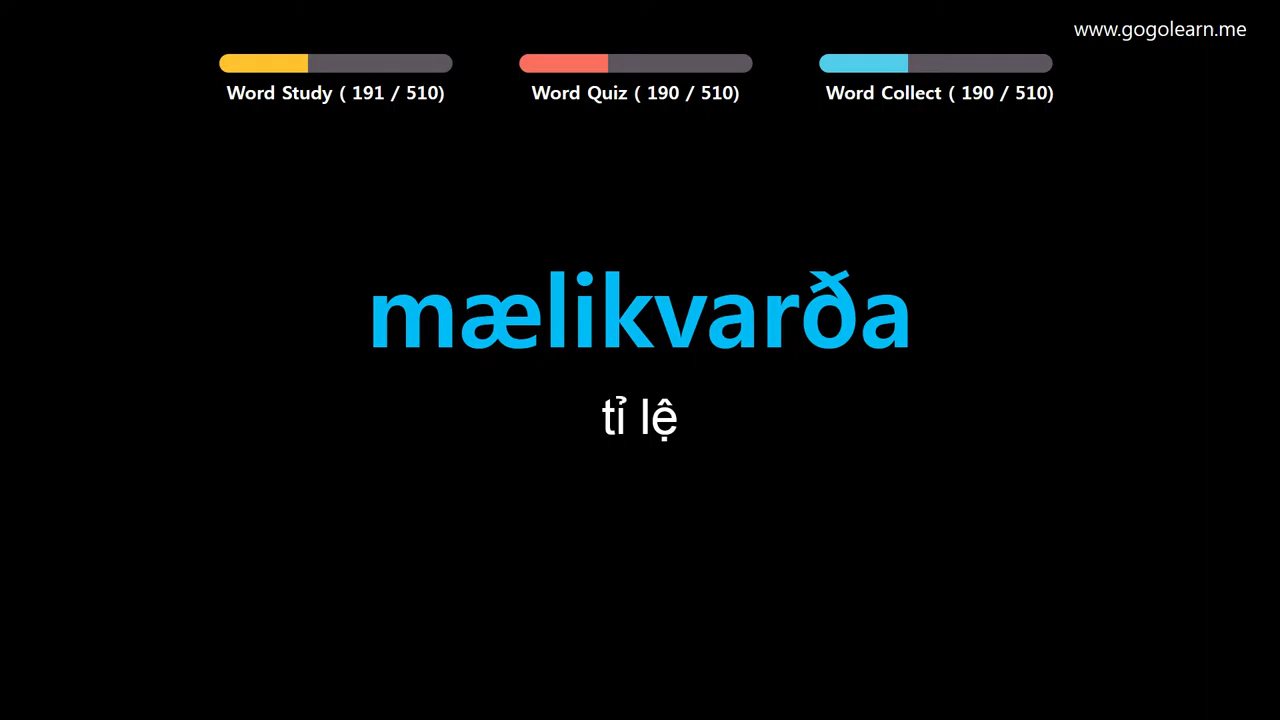 www.gogolearn.me
Word Study ( 191 / 510)
Word Quiz ( 190 / 510)
Word Collect ( 190 / 510)
mælikvarða
tỉ lệ